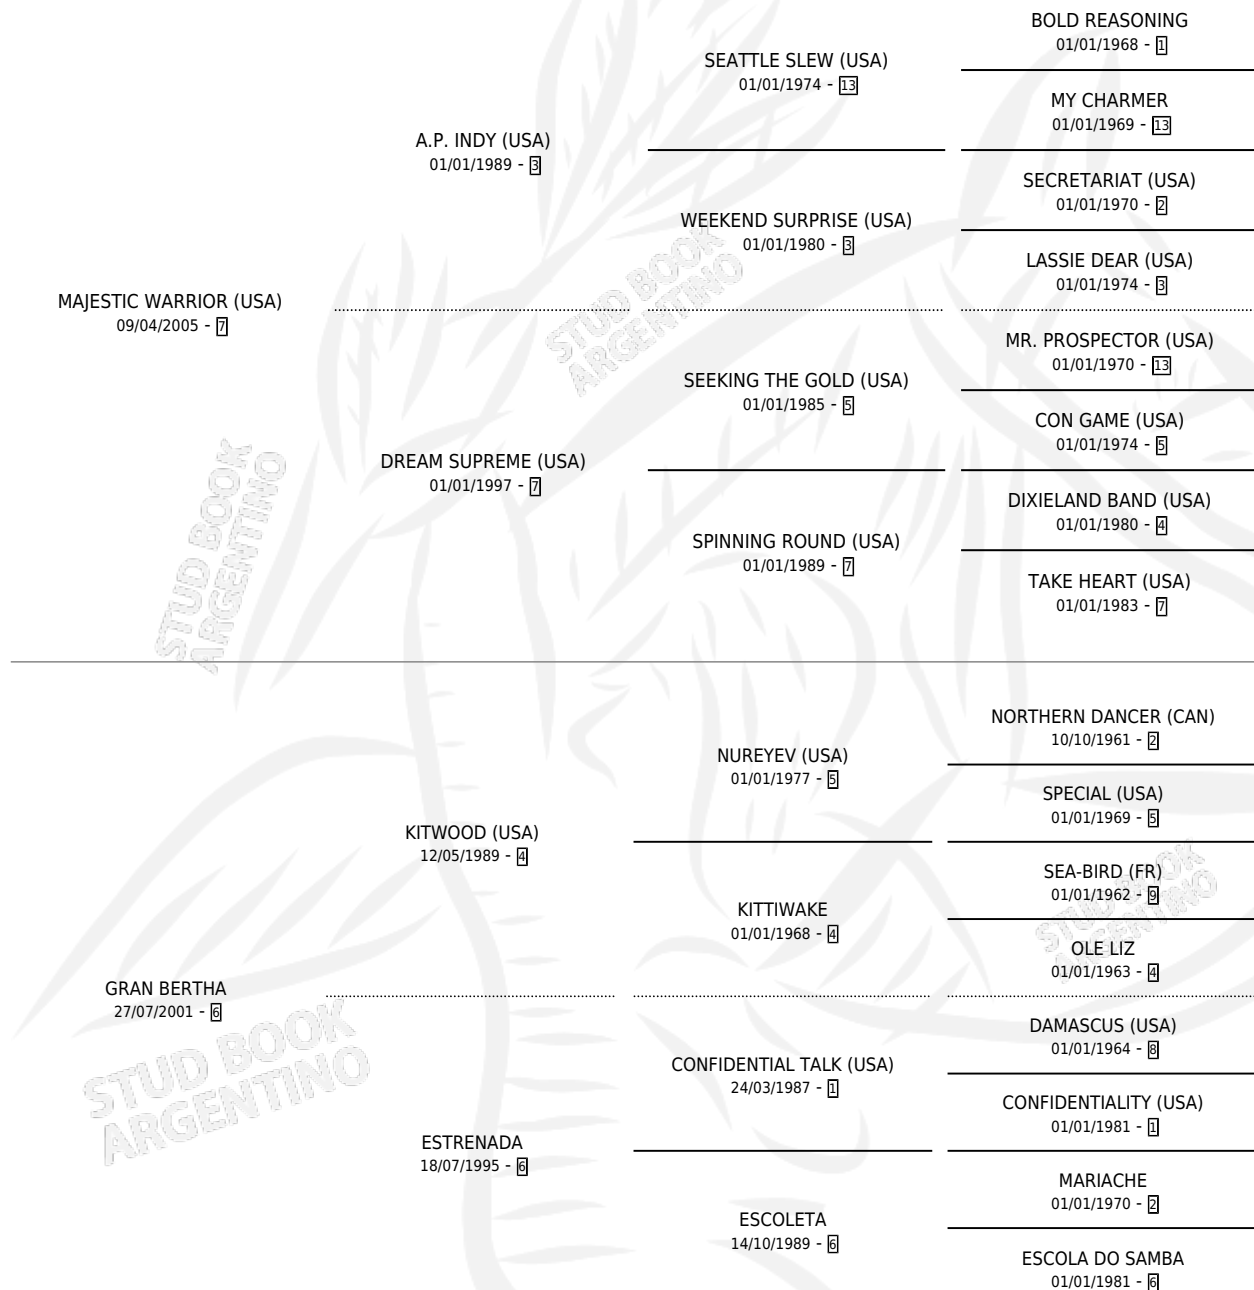 BOLD REASONING
01/01/1968 - 1
SEATTLE SLEW (USA)
01/01/1974 - 13
MY CHARMER
01/01/1969 - 13
A.P. INDY (USA)
01/01/1989 - 3
SECRETARIAT (USA)
01/01/1970 - 2
WEEKEND SURPRISE (USA)
01/01/1980 - 3
LASSIE DEAR (USA)
01/01/1974 - 3
MAJESTIC WARRIOR (USA)
09/04/2005 - 7
MR. PROSPECTOR (USA)
01/01/1970 - 13
SEEKING THE GOLD (USA)
01/01/1985 - 5
CON GAME (USA)
01/01/1974 - 5
DREAM SUPREME (USA)
01/01/1997 - 7
DIXIELAND BAND (USA)
01/01/1980 - 4
SPINNING ROUND (USA)
01/01/1989 - 7
TAKE HEART (USA)
01/01/1983 - 7
NORTHERN DANCER (CAN)
10/10/1961 - 2
NUREYEV (USA)
01/01/1977 - 5
SPECIAL (USA)
01/01/1969 - 5
KITWOOD (USA)
12/05/1989 - 4
SEA-BIRD (FR)
01/01/1962 - 9
KITTIWAKE
01/01/1968 - 4
OLE LIZ
01/01/1963 - 4
GRAN BERTHA
27/07/2001 - 6
DAMASCUS (USA)
01/01/1964 - 8
CONFIDENTIAL TALK (USA)
24/03/1987 - 1
CONFIDENTIALITY (USA)
01/01/1981 - 1
ESTRENADA
18/07/1995 - 6
MARIACHE
01/01/1970 - 2
ESCOLETA
14/10/1989 - 6
ESCOLA DO SAMBA
01/01/1981 - 6
STUD BOOK
ARGENTINO
STUD BOOK
ARGENTINO
STUD BOOK
ARGENTINO
STUD BOOK
ARGENTINO